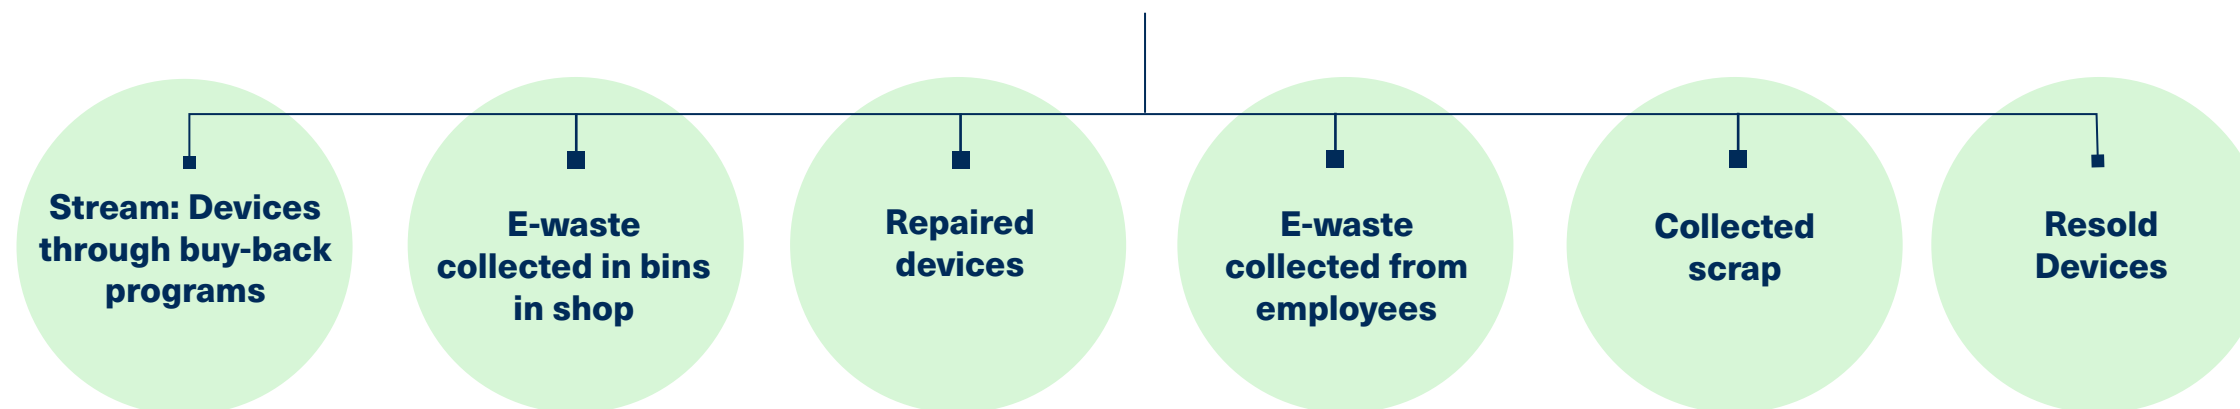 Stream: Devices
through buy-back
programs
E-waste
collected in bins
in shop
Repaired
devices
E-waste
collected from
employees
Collected
scrap
Resold
Devices